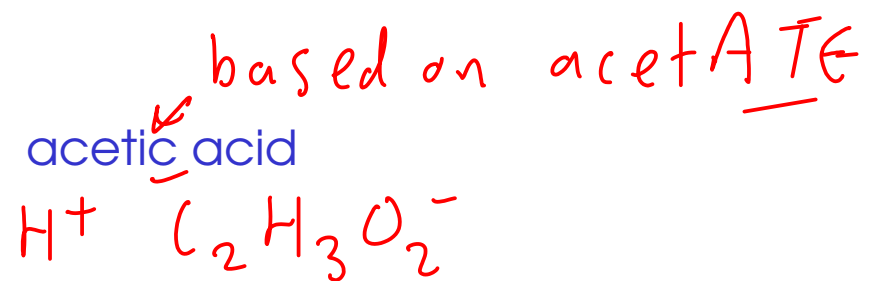 based on acetATE
acetic acid
H⁺ C₂H₃O₂⁻